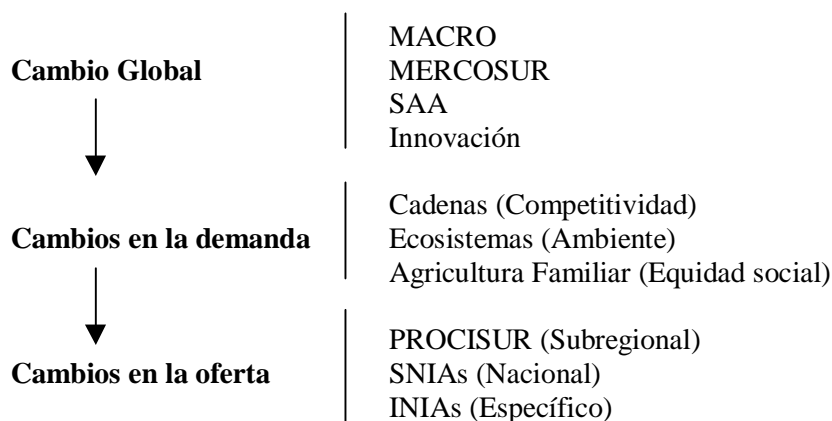 MACRO
Cambio Global
MERCOSUR
SAA
Innovación
Cadenas (Competitividad)
Cambios en la demanda
Ecosistemas (Ambiente)
Agricultura Familiar (Equidad social)
PROCISUR (Subregional)
Cambios en la oferta
SNIAs (Nacional)
INIAs (Específico)